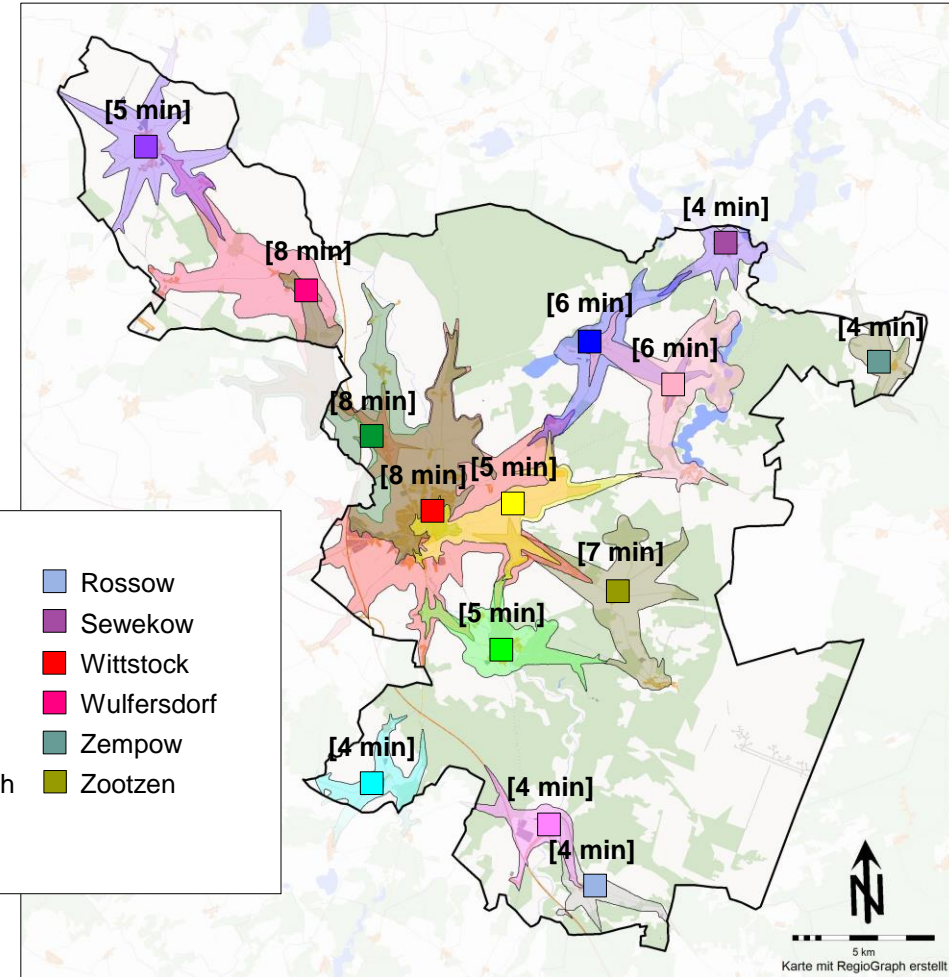 [5 min]
[4 min]
[8 min]
[6 min]
[4 min]
[6 min]
[8 min]
[8 min]
[5 min]
[7 min]
[5 min]
[4 min]
[4 min]
[4 min]
Rossow
Sewekow
Wittstock
Wulfersdorf
Zempow
h
Zootzen
N
5 km
Karte mit RegioGraph erstellt